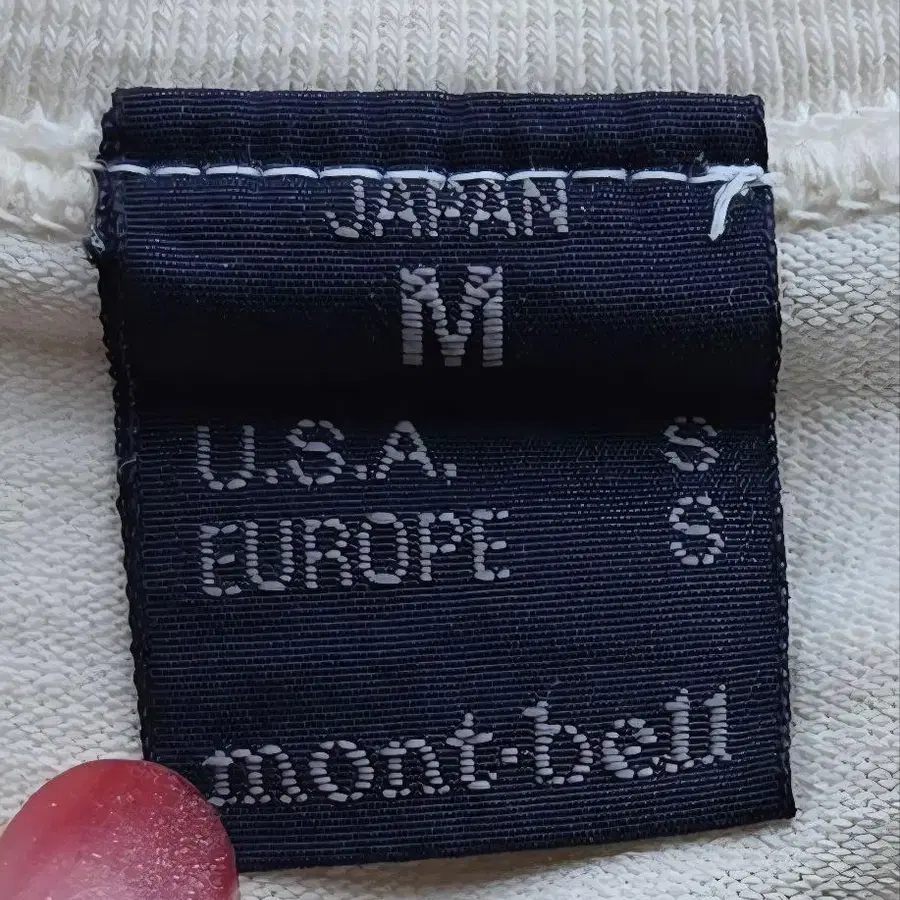 JAPAN
M
U.S.A. S
EUROPE S
mont-bell